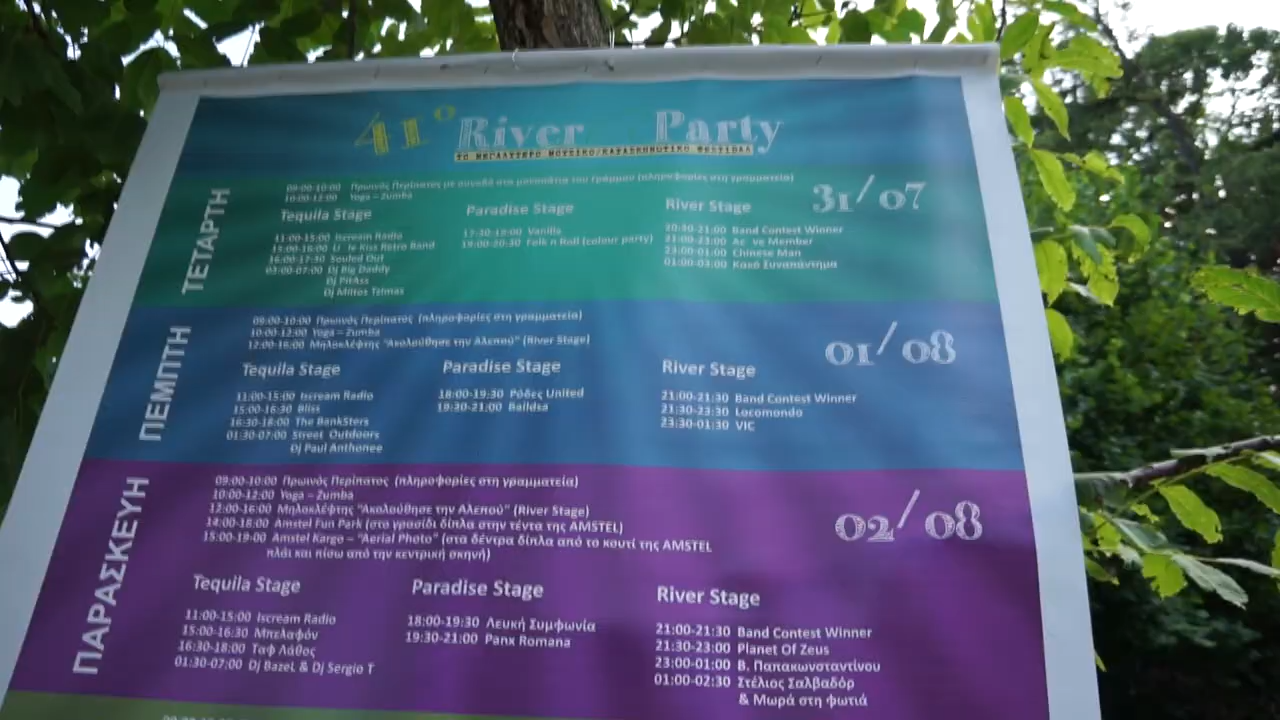 41º River Party
ΤΟ ΜΕΓΑΛΥΤΕΡΟ ΜΟΥΣΙΚΟ/ΚΑΤΑΣΚΗΝΩΤΙΚΟ ΦΕΣΤΙΒΑΛ
ΤΕΤΑΡΤΗ
31/07
09:00-10:00 Πρωινός Περίπατος με συνοδό στα μονοπάτια του Γράμμου (πληροφορίες στη γραμματεία)
10:00-12:00 Yoga – Zumba
Tequila Stage
11:00-15:00 Iscream Radio
15:00-16:00 Kiss Retro Band
16:00-17:30 Souled Out
03:00-07:00 Dj Big Daddy
Dj PitAss
Dj Miltos Tzimas
Paradise Stage
17:30-19:00 Vanilla
19:00-20:30 Folk n Roll (colour party)
River Stage
20:30-21:00 Band Contest Winner
21:00-23:00 Member
23:00-01:00 Chinese Man
01:00-03:00 Κακό Συναπάντημα
ΠΕΜΠΤΗ
01/08
09:00-10:00 Πρωινός Περίπατος (πληροφορίες στη γραμματεία)
10:00-12:00 Yoga – Zumba
12:00-16:00 Μηλοκλέφτης "Ακολούθησε την Αλεπού" (River Stage)
Tequila Stage
11:00-15:00 Iscream Radio
15:00-16:30 Bliss
16:30-18:00 The BankSters
01:30-07:00 Street Outdoors
Dj Paul Anthonee
Paradise Stage
18:00-19:30 Ρόδες United
19:30-21:00 Baildsa
River Stage
21:00-21:30 Band Contest Winner
21:30-23:30 Locomondo
23:30-01:30 VIC
ΠΑΡΑΣΚΕΥΗ
02/08
09:00-10:00 Πρωινός Περίπατος (πληροφορίες στη γραμματεία)
10:00-12:00 Yoga – Zumba
12:00-16:00 Μηλοκλέφτης "Ακολούθησε την Αλεπού" (River Stage)
14:00-18:00 Amstel Fun Park (στο γρασίδι δίπλα στην τέντα της AMSTEL)
15:00-19:00 Amstel Kargo – "Aerial Photo" (στα δέντρα δίπλα από το κουτί της AMSTEL
πλάι και πίσω από την κεντρική σκηνή)
Tequila Stage
11:00-15:00 Iscream Radio
15:00-16:30 Μπελαφόν
16:30-18:00 Ταφ Λάθος
01:30-07:00 Dj BazeL & Dj Sergio T
Paradise Stage
18:00-19:30 Λευκή Συμφωνία
19:30-21:00 Panx Romana
River Stage
21:00-21:30 Band Contest Winner
21:30-23:00 Planet Of Zeus
23:00-01:00 Β. Παπακωνσταντίνου
01:00-02:30 Στέλιος Σαλβαδόρ
& Μωρά στη φωτιά